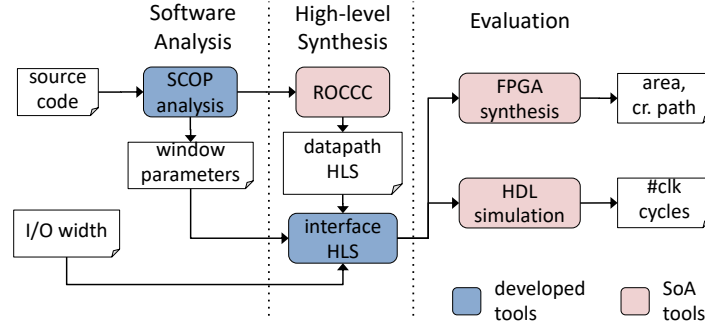 Software
Analysis
High-level
Synthesis
Evaluation
source
code
SCOP
analysis
ROCCC
FPGA
synthesis
area,
cr. path
window
parameters
datapath
HLS
HDL
simulation
#clk
cycles
I/O width
interface
HLS
developed
tools
SoA
tools